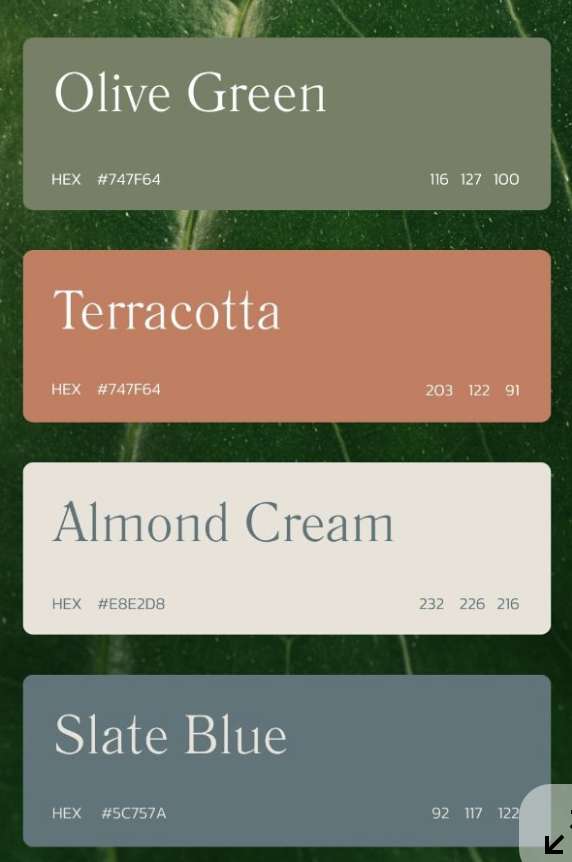 Olive Green
HEX #747F64 116 127 100
Terracotta
HEX #747F64 203 122 91
Almond Cream
HEX #E8E2D8 232 226 216
Slate Blue
HEX #5C757A 92 117 122